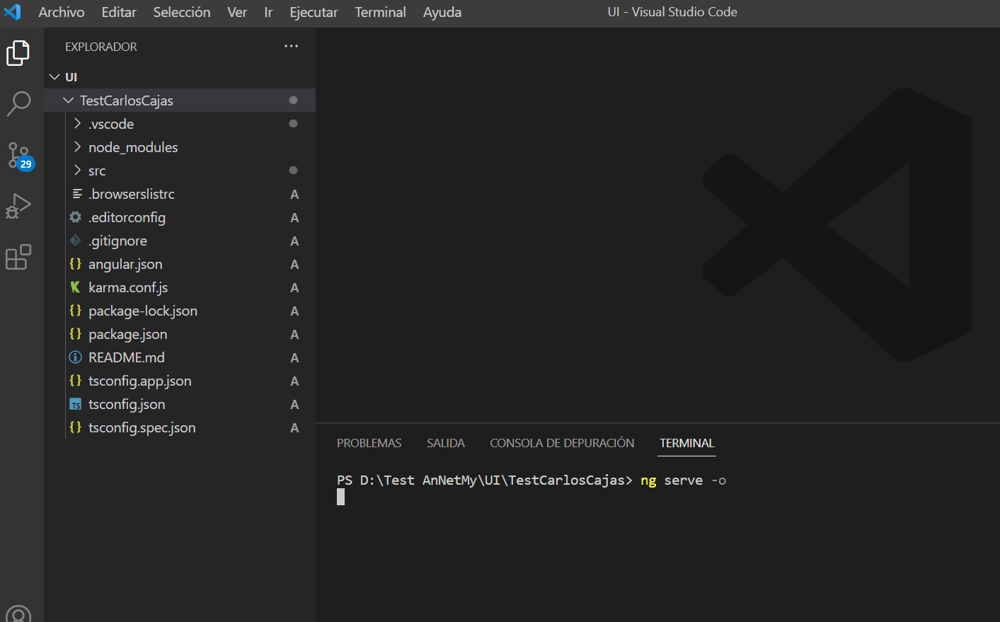 Archivo Editar Selección Ver Ir Ejecutar Terminal Ayuda UI - Visual Studio Code
EXPLORADOR ···
UI
TestCarlosCajas
.vscode
node_modules
src
.browserslistrc A
.editorconfig A
.gitignore A
{} angular.json A
karma.conf.js A
{} package-lock.json A
{} package.json A
README.md A
{} tsconfig.app.json A
TS tsconfig.json A
{} tsconfig.spec.json A
29
PROBLEMAS SALIDA CONSOLA DE DEPURACIÓN TERMINAL
PS D:\Test AnNetMy\UI\TestCarlosCajas> ng serve -o